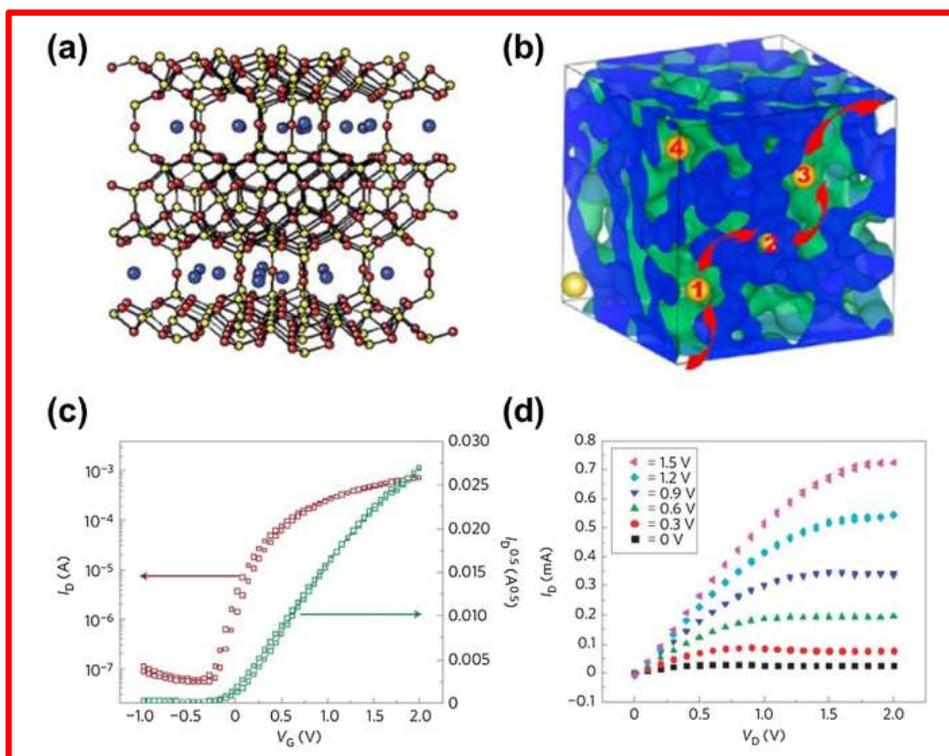 (a)
(b)
4
3
2
1
(c)
(d)
0.030
0.025
0.020
0.015
0.010
0.005
0
10⁻³
10⁻⁴
10⁻⁵
10⁻⁶
10⁻⁷
I_D (A)
I_D^0.5 (A^0.5)
−1.0 −0.5 0 0.5 1.0 1.5 2.0
V_G (V)
0.8
0.7
0.6
0.5
0.4
0.3
0.2
0.1
0
−0.1
I_D (mA)
= 1.5 V
= 1.2 V
= 0.9 V
= 0.6 V
= 0.3 V
= 0 V
0 0.5 1.0 1.5 2.0
V_D (V)